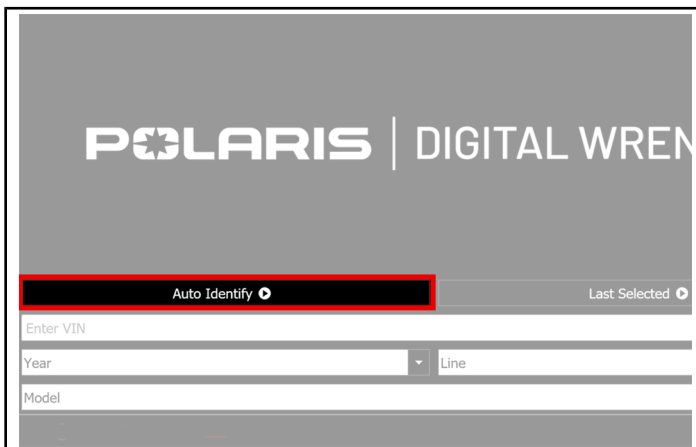 POLARIS | DIGITAL WREN
Auto Identify
Last Selected
Enter VIN
Year
Line
Model